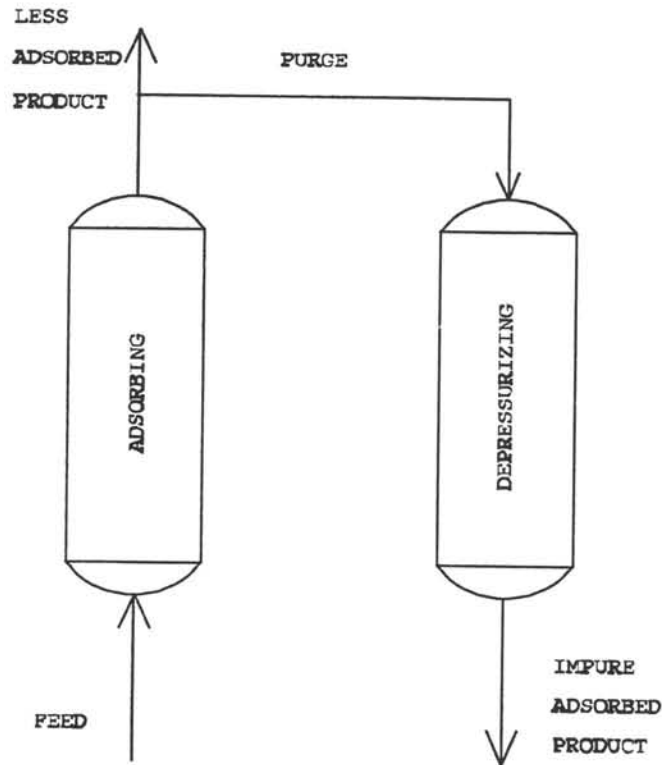 LESS
ADSORBED
PRODUCT
PURGE
ADSORBING
DEPRESSURIZING
FEED
IMPURE
ADSORBED
PRODUCT